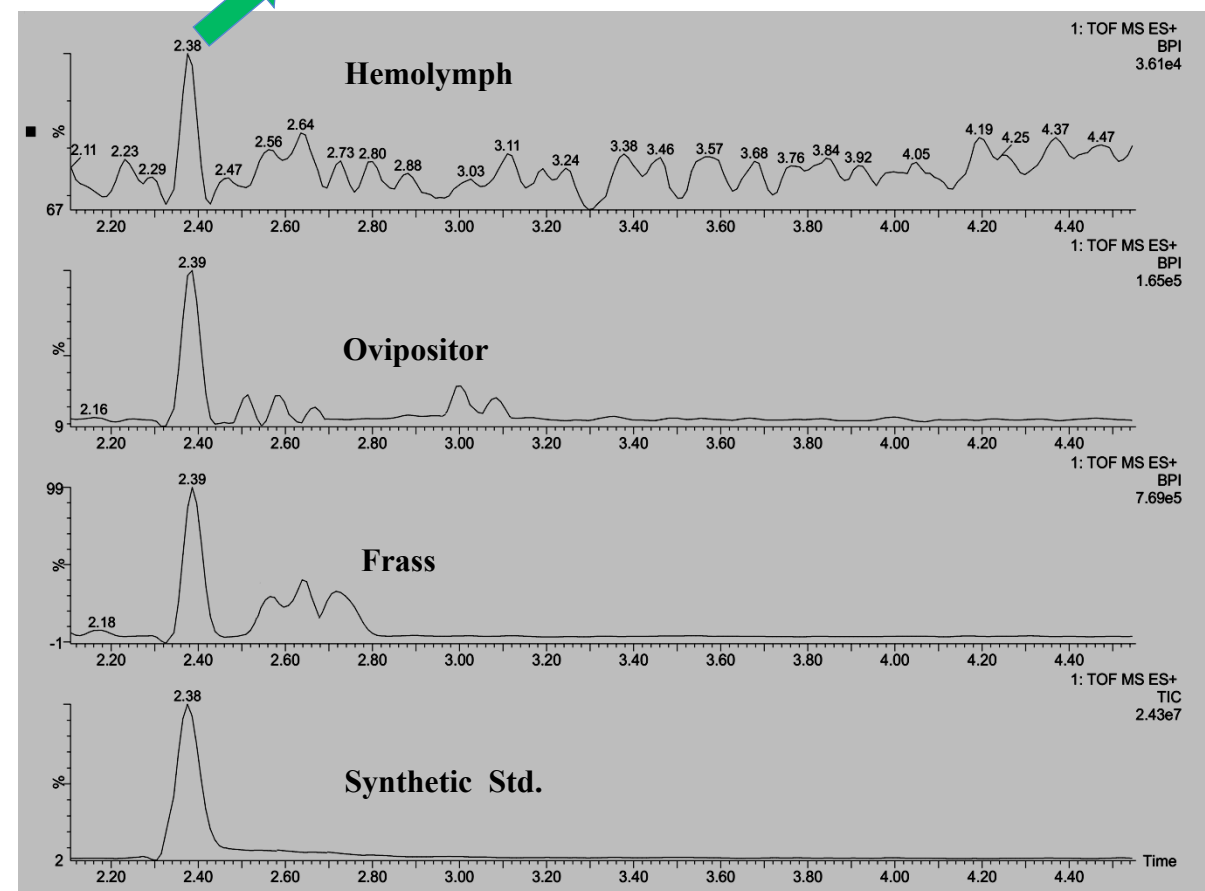 1: TOF MS ES+
BPI
3.61e4
2.38
Hemolymph
%
2.11 2.23 2.29 2.47 2.56 2.64 2.73 2.80 2.88 3.03 3.11 3.24 3.38 3.46 3.57 3.68 3.76 3.84 3.92 4.05 4.19 4.25 4.37 4.47
67
2.20 2.40 2.60 2.80 3.00 3.20 3.40 3.60 3.80 4.00 4.20 4.40
1: TOF MS ES+
BPI
1.65e5
2.39
Ovipositor
%
2.16
9
2.20 2.40 2.60 2.80 3.00 3.20 3.40 3.60 3.80 4.00 4.20 4.40
1: TOF MS ES+
BPI
7.69e5
99
2.39
Frass
%
2.18
-1
2.20 2.40 2.60 2.80 3.00 3.20 3.40 3.60 3.80 4.00 4.20 4.40
1: TOF MS ES+
TIC
2.43e7
2.38
Synthetic Std.
%
2
Time
2.20 2.40 2.60 2.80 3.00 3.20 3.40 3.60 3.80 4.00 4.20 4.40